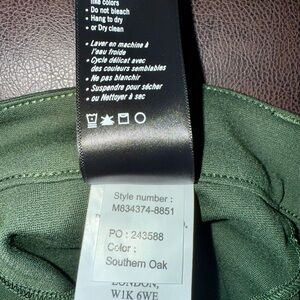 like colors
• Do not bleach
• Hang to dry
• or Dry clean
• Laver en machine à
l'eau froide
• Cycle délicat avec
des couleurs semblables
• Ne pas blanchir
• Suspendre pour sécher
• ou Nettoyer à sec
Style number :
M834374-8851
PO : 243588
Color :
Southern Oak
LONDON,
W1K 6WE